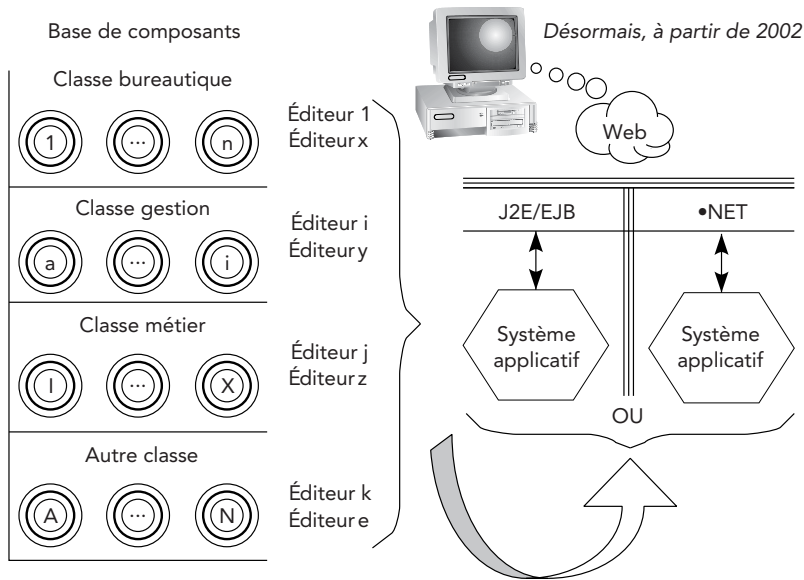 Base de composants
Désormais, à partir de 2002
Classe bureautique
1 ... n
Éditeur 1
Éditeur x
Web
Classe gestion
a ... i
Éditeur i
Éditeur y
J2E/EJB
•NET
Classe métier
I ... X
Éditeur j
Éditeur z
Système
applicatif
Système
applicatif
OU
Autre classe
A ... N
Éditeur k
Éditeur e